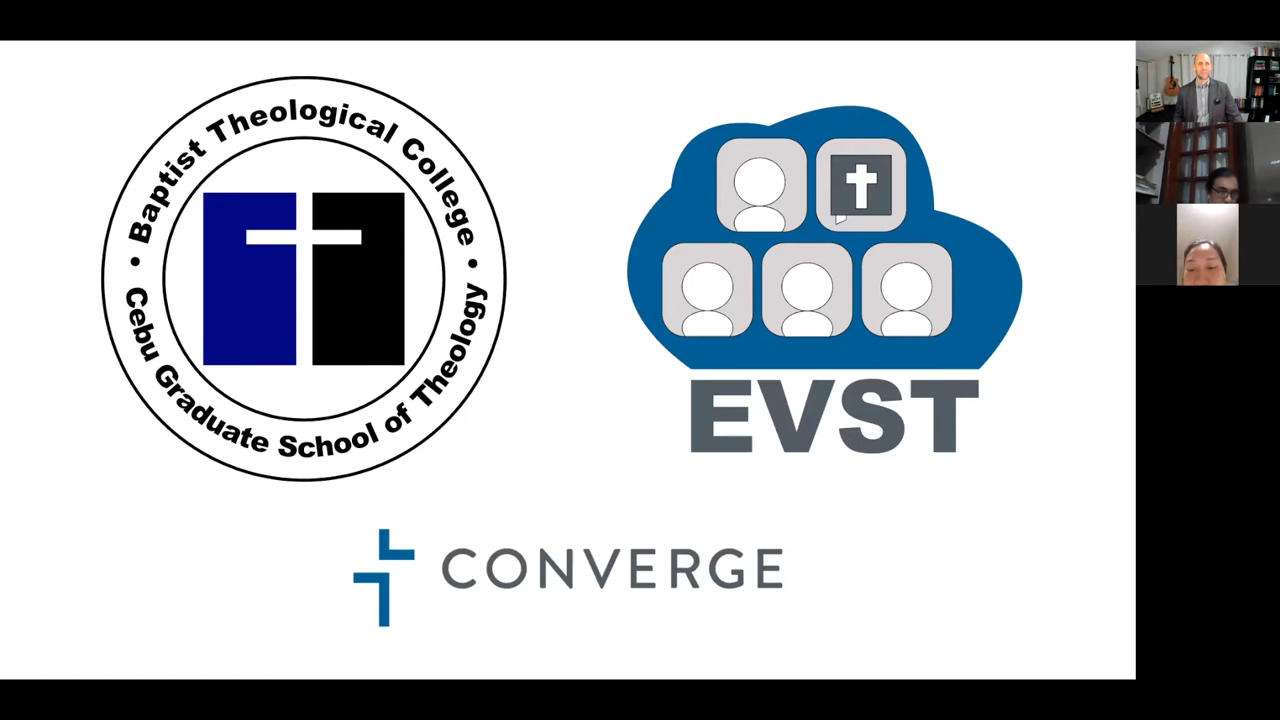 • Baptist Theological College •
Cebu Graduate School of Theology
EVST
CONVERGE